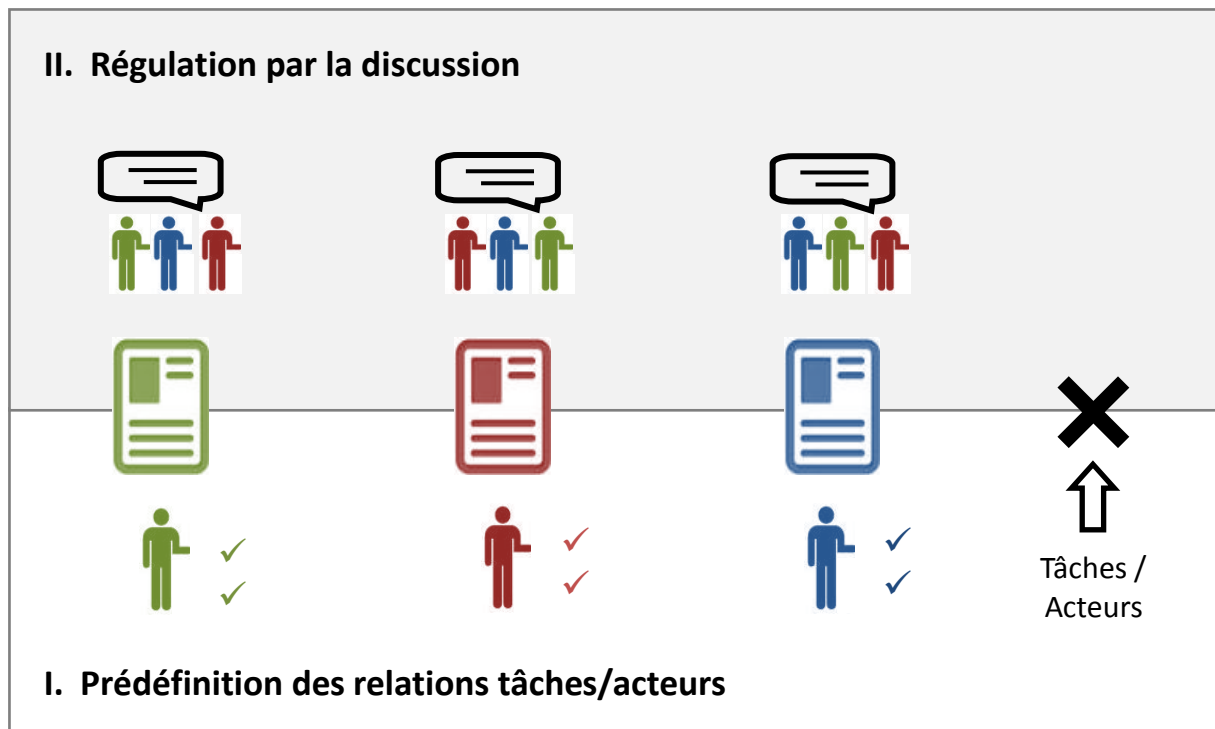 II. Régulation par la discussion
Tâches /
Acteurs
I. Prédéfinition des relations tâches/acteurs